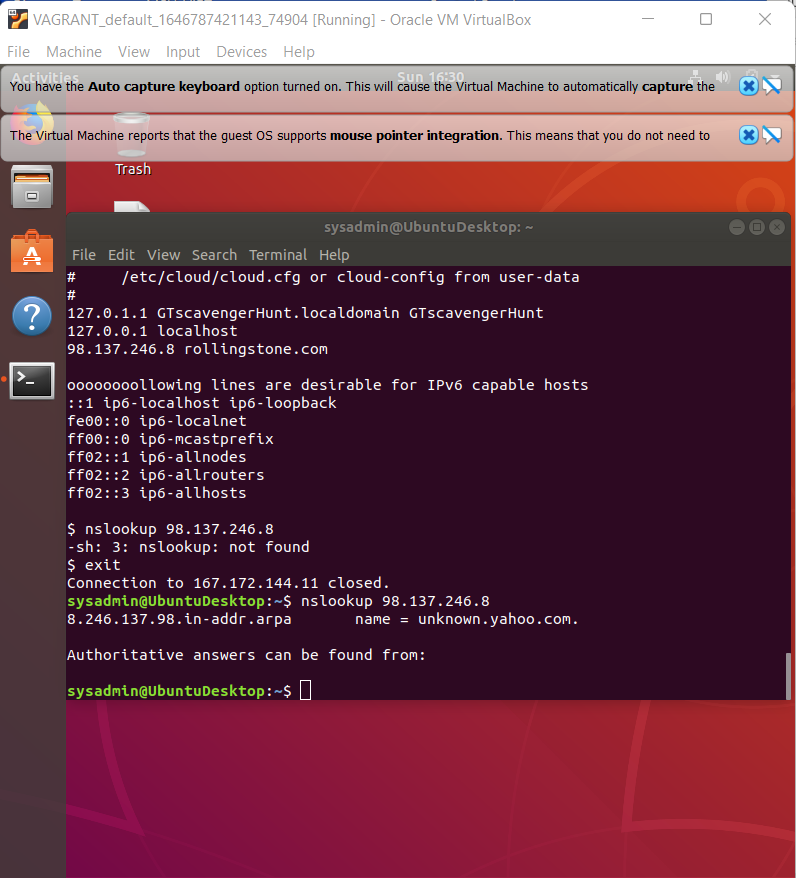 VAGRANT_default_1646787421143_74904 [Running] - Oracle VM VirtualBox
File Machine View Input Devices Help
Activities
Sun 16:30
You have the Auto capture keyboard option turned on. This will cause the Virtual Machine to automatically capture the
The Virtual Machine reports that the guest OS supports mouse pointer integration. This means that you do not need to
Trash
sysadmin@UbuntuDesktop: ~
File Edit View Search Terminal Help
#     /etc/cloud/cloud.cfg or cloud-config from user-data
#
127.0.1.1 GTscavengerHunt.localdomain GTscavengerHunt
127.0.0.1 localhost
98.137.246.8 rollingstone.com
oooooooollowing lines are desirable for IPv6 capable hosts
::1 ip6-localhost ip6-loopback
fe00::0 ip6-localnet
ff00::0 ip6-mcastprefix
ff02::1 ip6-allnodes
ff02::2 ip6-allrouters
ff02::3 ip6-allhosts
$ nslookup 98.137.246.8
-sh: 3: nslookup: not found
$ exit
Connection to 167.172.144.11 closed.
sysadmin@UbuntuDesktop:~$ nslookup 98.137.246.8
8.246.137.98.in-addr.arpa       name = unknown.yahoo.com.
Authoritative answers can be found from:
sysadmin@UbuntuDesktop:~$